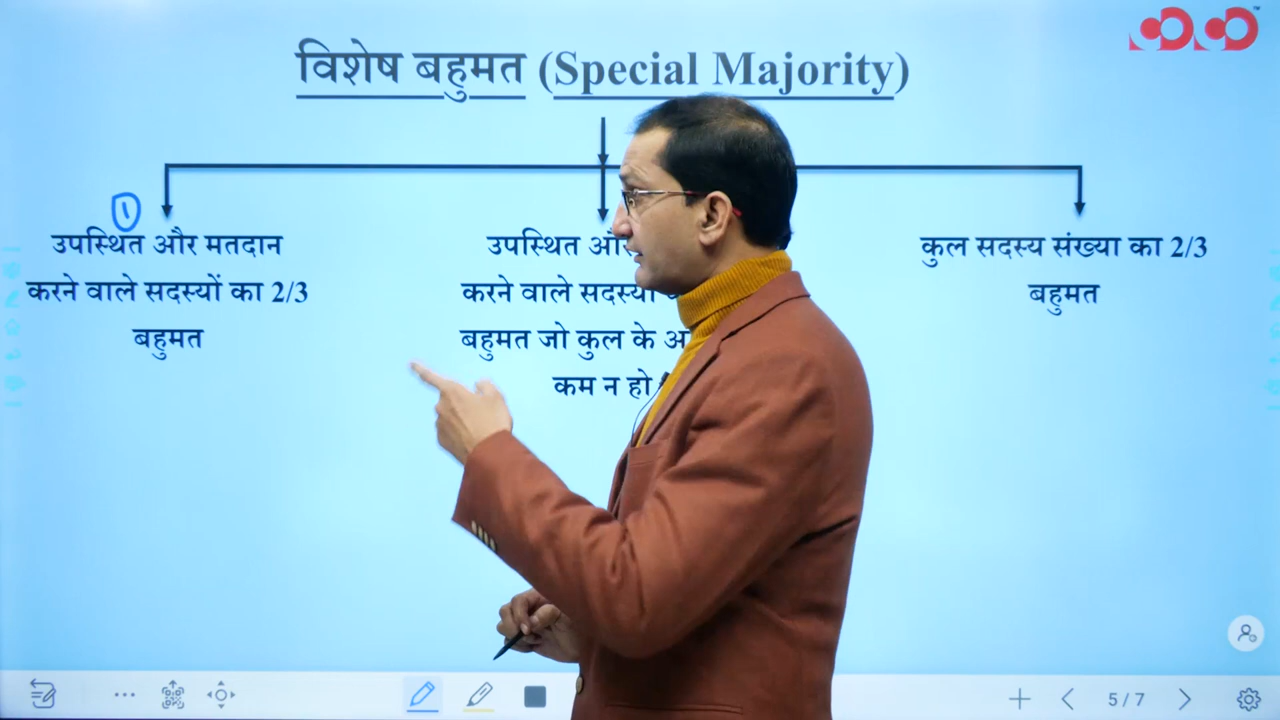 विशेष बहुमत (Special Majority)
1
उपस्थित और मतदान
करने वाले सदस्यों का 2/3
बहुमत
उपस्थित
करने वाले सदस्यों
बहुमत जो कुल के
कम न हो
कुल सदस्य संख्या का 2/3
बहुमत
5/7